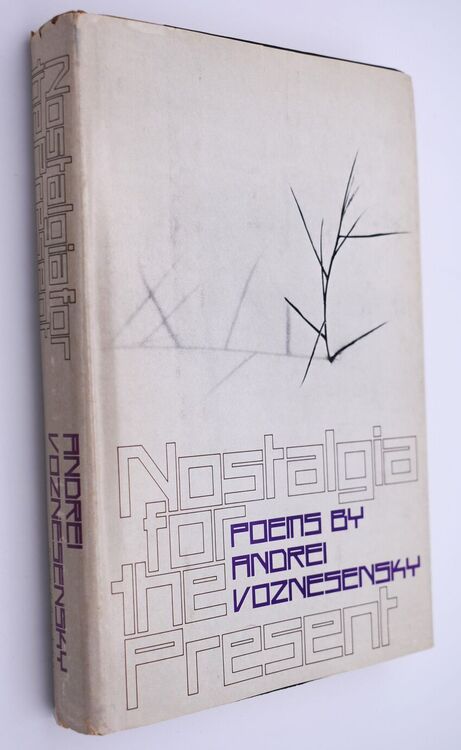 Nostalgia for
the Present
ANDREI
VOZNESENSKY
Nostalgia
for
the
Present
POEMS BY
ANDREI
VOZNESENSKY